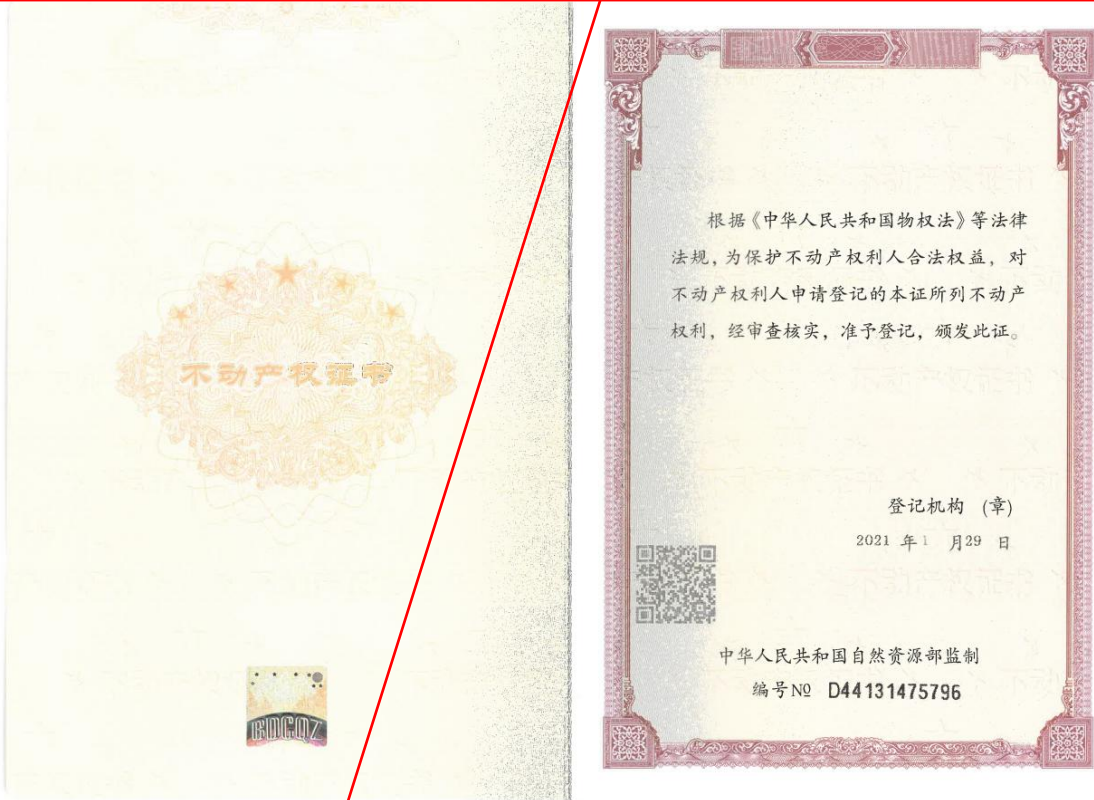 不动产权证书
BDCQZ
根据《中华人民共和国物权法》等法律
法规，为保护不动产权利人合法权益，对
不动产权利人申请登记的本证所列不动产
权利，经审查核实，准予登记，颁发此证。
登记机构 (章)
2021 年1 月29 日
中华人民共和国自然资源部监制
编号№ D44131475796